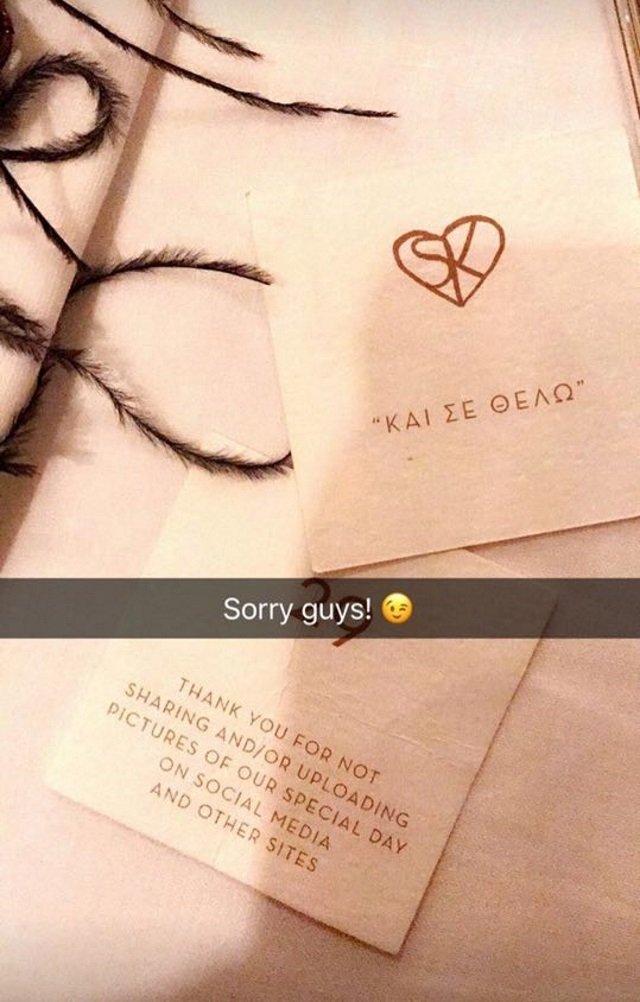 SK
“ΚΑΙ ΣΕ ΘΕΛΩ”
Sorry guys! 😉
29
THANK YOU FOR NOT
SHARING AND/OR UPLOADING
PICTURES OF OUR SPECIAL DAY
ON SOCIAL MEDIA
AND OTHER SITES